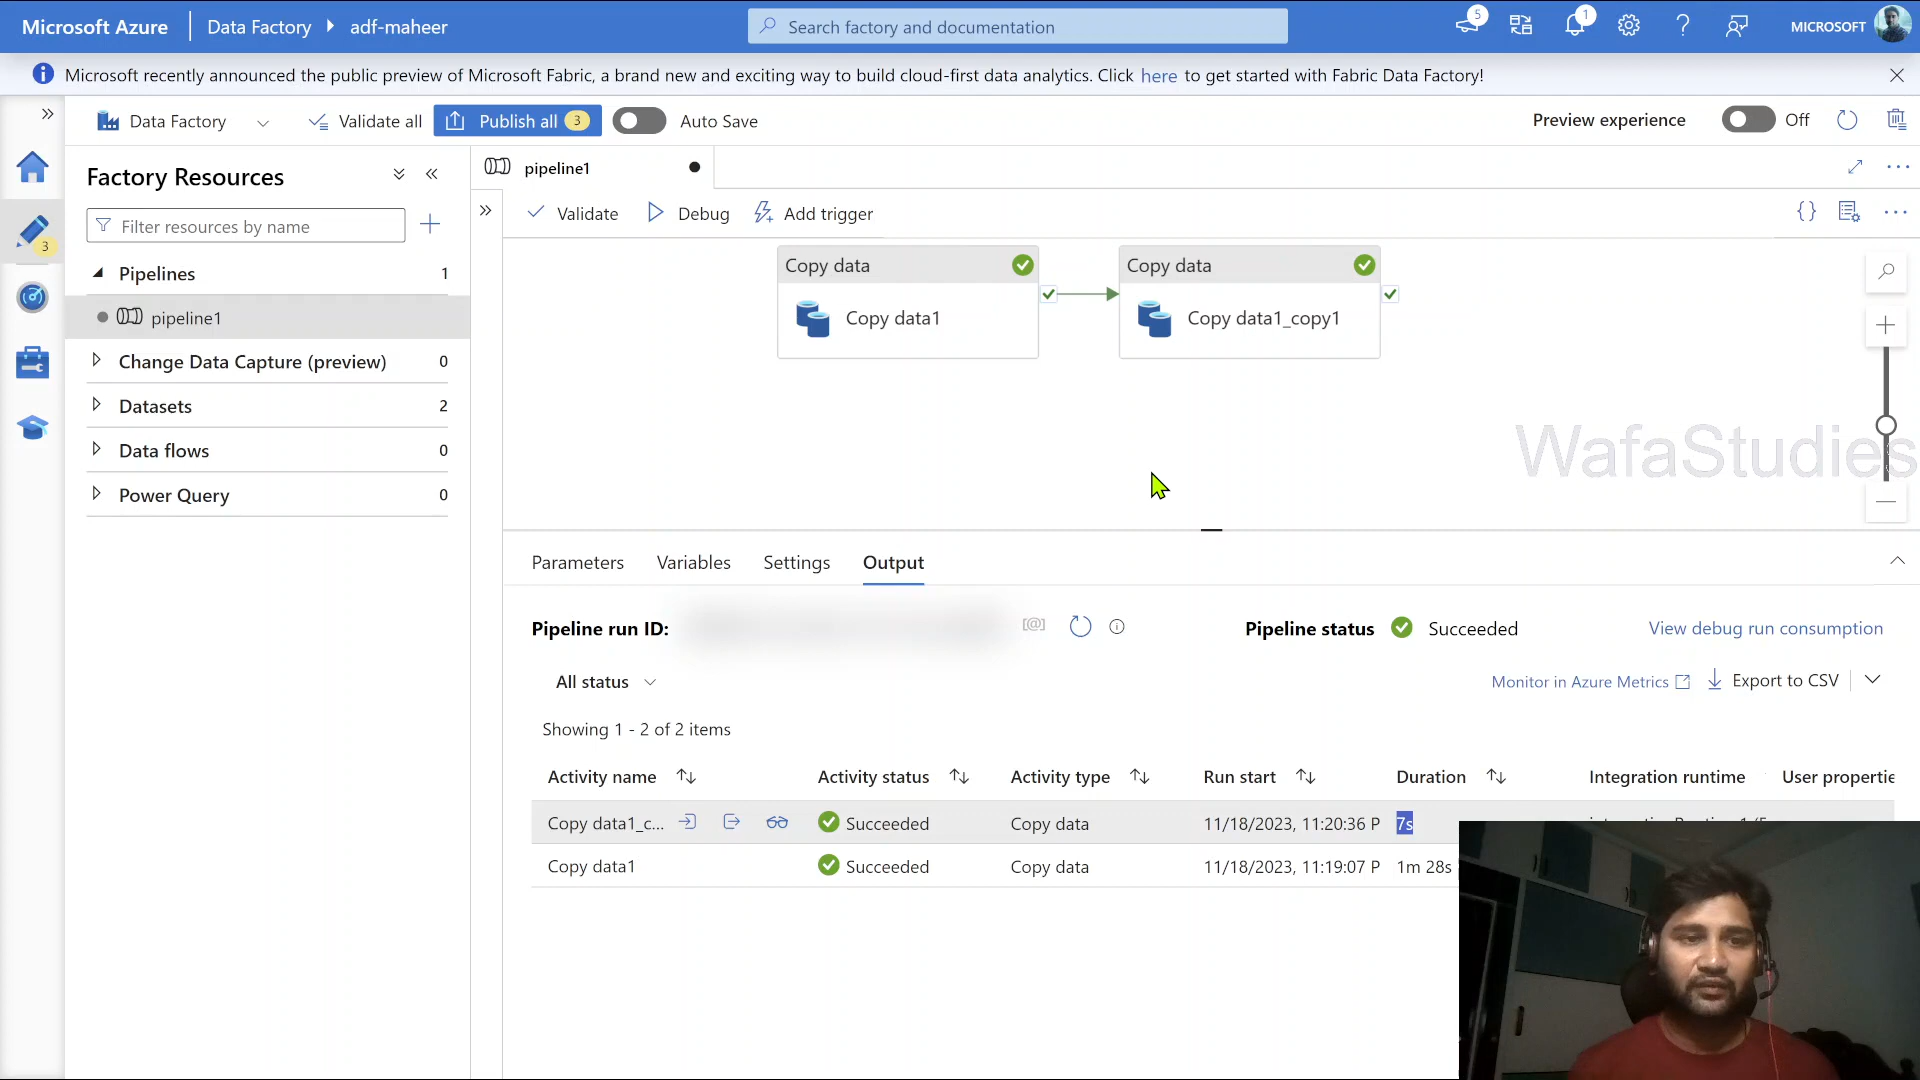 Microsoft Azure
Data Factory
adf-maheer
Search factory and documentation
5
1
MICROSOFT
Microsoft recently announced the public preview of Microsoft Fabric, a brand new and exciting way to build cloud-first data analytics. Click here to get started with Fabric Data Factory!
Data Factory
Validate all
Publish all 3
Auto Save
Preview experience
Off
Factory Resources
pipeline1
Filter resources by name
Validate
Debug
Add trigger
3
Pipelines 1
pipeline1
Change Data Capture (preview) 0
Datasets 2
Data flows 0
Power Query 0
Copy data
Copy data1
Copy data
Copy data1_copy1
WafaStudies
Parameters
Variables
Settings
Output
Pipeline run ID:
[@]
Pipeline status
Succeeded
View debug run consumption
All status
Monitor in Azure Metrics
Export to CSV
Showing 1 - 2 of 2 items
Activity name
Activity status
Activity type
Run start
Duration
Integration runtime
User propertie
Copy data1_c...
Succeeded
Copy data
11/18/2023, 11:20:36 P
7s
Copy data1
Succeeded
Copy data
11/18/2023, 11:19:07 P
1m 28s